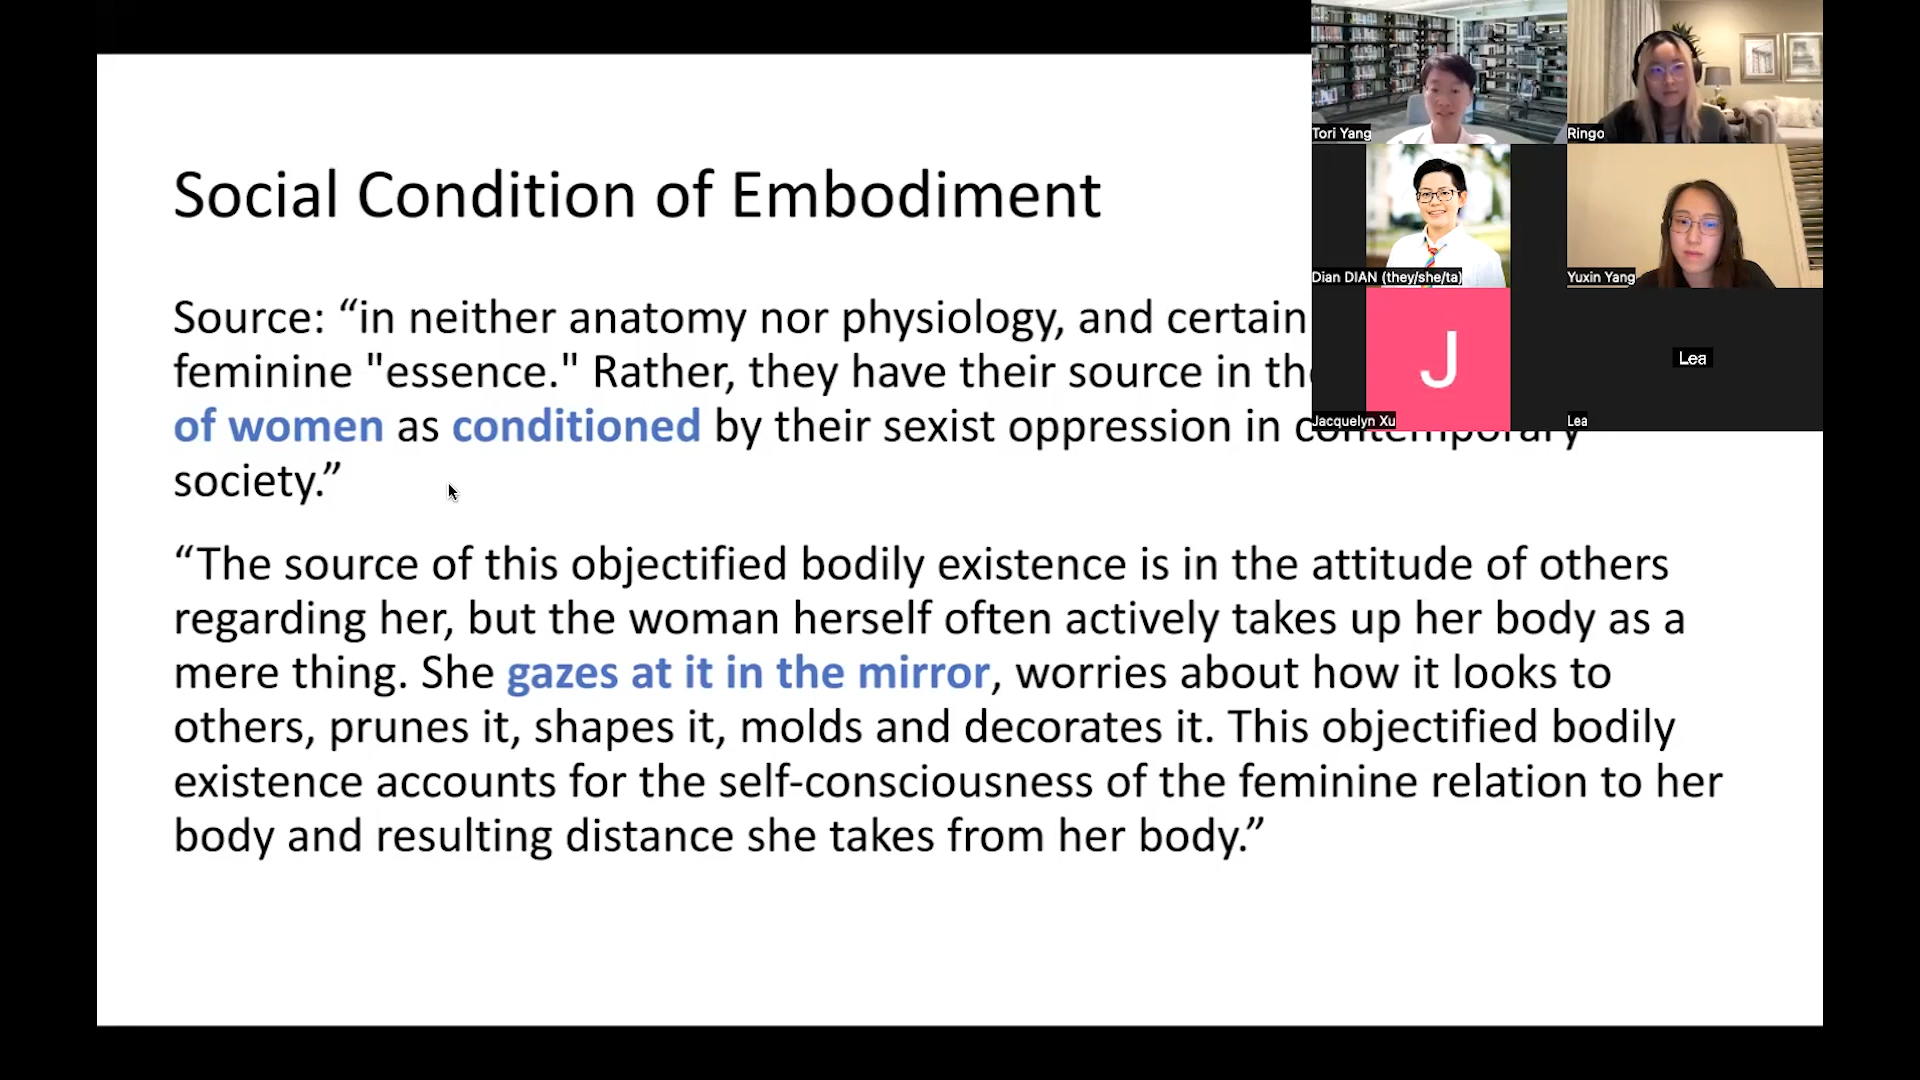 Social Condition of Embodiment
Source: “in neither anatomy nor physiology, and certain
feminine "essence." Rather, they have their source in the
of women as conditioned by their sexist oppression in contemporary
society.”
“The source of this objectified bodily existence is in the attitude of others
regarding her, but the woman herself often actively takes up her body as a
mere thing. She gazes at it in the mirror, worries about how it looks to
others, prunes it, shapes it, molds and decorates it. This objectified bodily
existence accounts for the self-consciousness of the feminine relation to her
body and resulting distance she takes from her body.”
Tori Yang
Ringo
Dian DIAN (they/she/ta)
Yuxin Yang
J
Jacquelyn Xu
Lea
Lea